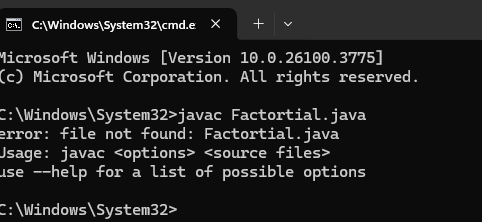 C:\Windows\System32\cmd.e
Microsoft Windows [Version 10.0.26100.3775]
(c) Microsoft Corporation. All rights reserved.
C:\Windows\System32>javac Factortial.java
error: file not found: Factortial.java
Usage: javac <options> <source files>
use --help for a list of possible options
C:\Windows\System32>